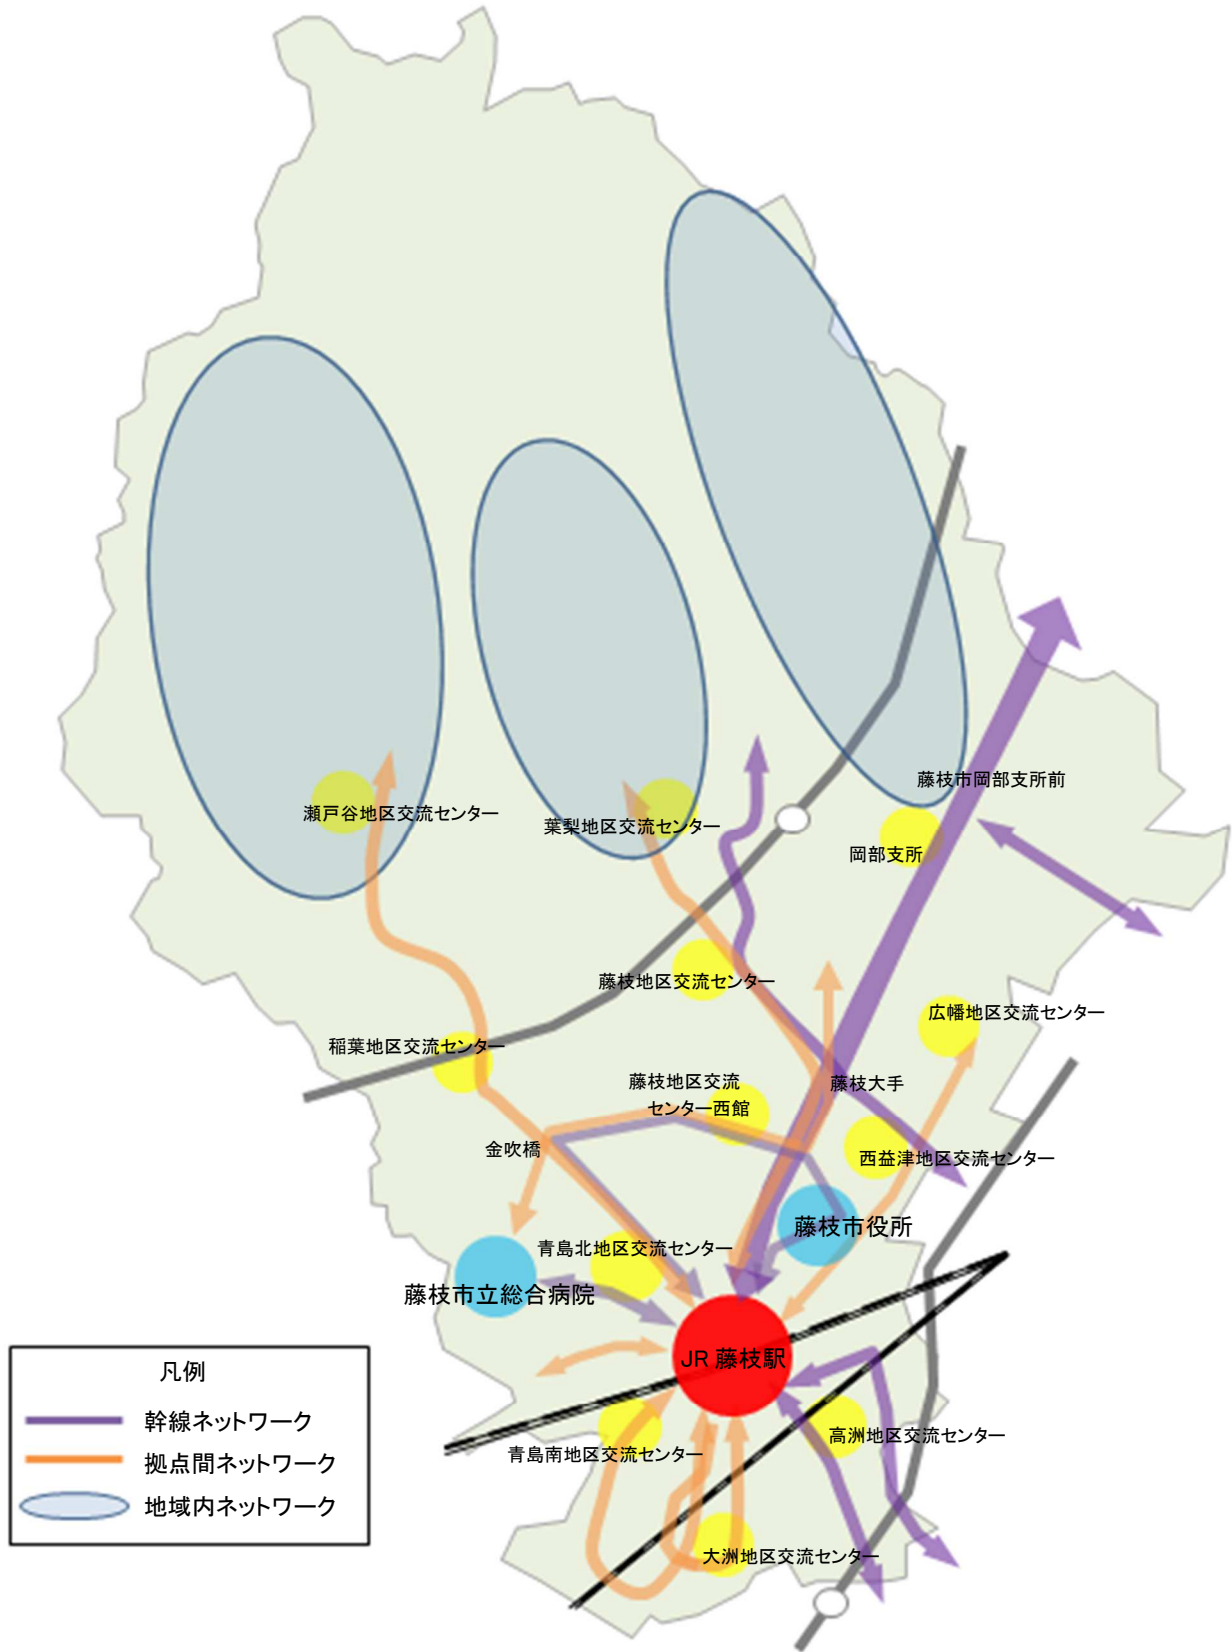 藤枝市岡部支所前
瀬戸谷地区交流センター
葉梨地区交流センター
岡部支所
藤枝地区交流センター
広幡地区交流センター
稲葉地区交流センター
藤枝地区交流
センター西館
藤枝大手
金吹橋
西益津地区交流センター
藤枝市役所
青島北地区交流センター
藤枝市立総合病院
JR 藤枝駅
高洲地区交流センター
青島南地区交流センター
大洲地区交流センター
凡例
幹線ネットワーク
拠点間ネットワーク
地域内ネットワーク